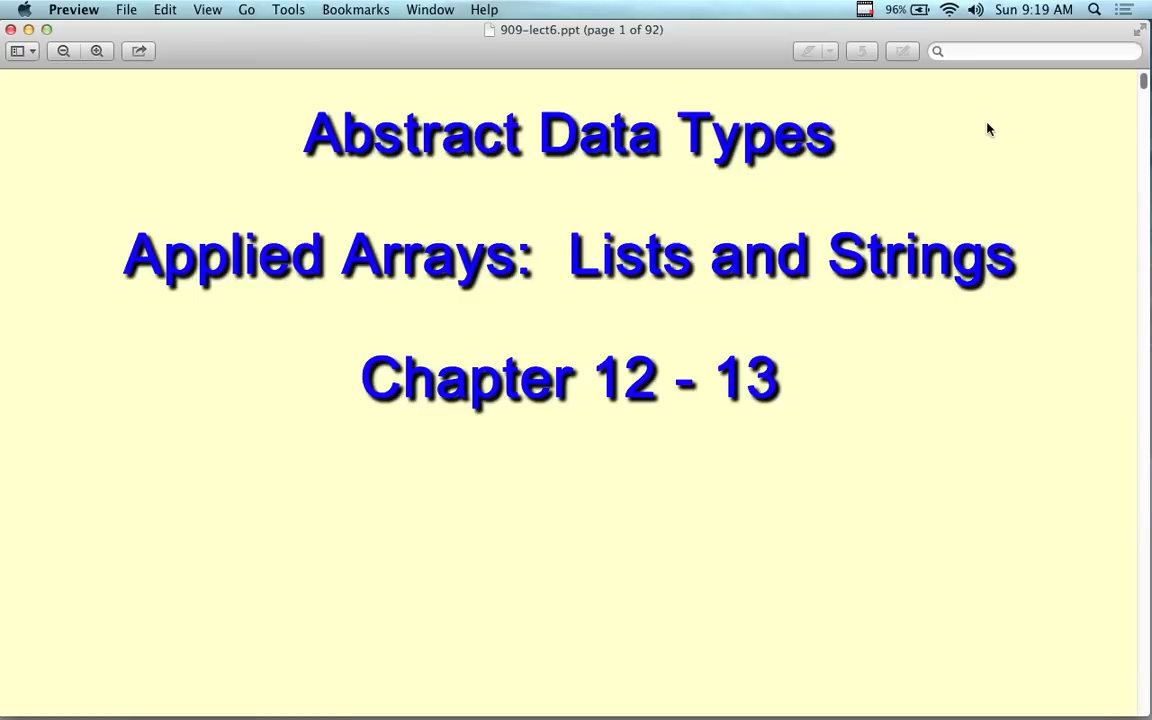 Preview File Edit View Go Tools Bookmarks Window Help 96% Sun 9:19 AM
909-lect6.ppt (page 1 of 92)
Abstract Data Types
Applied Arrays: Lists and Strings
Chapter 12 - 13